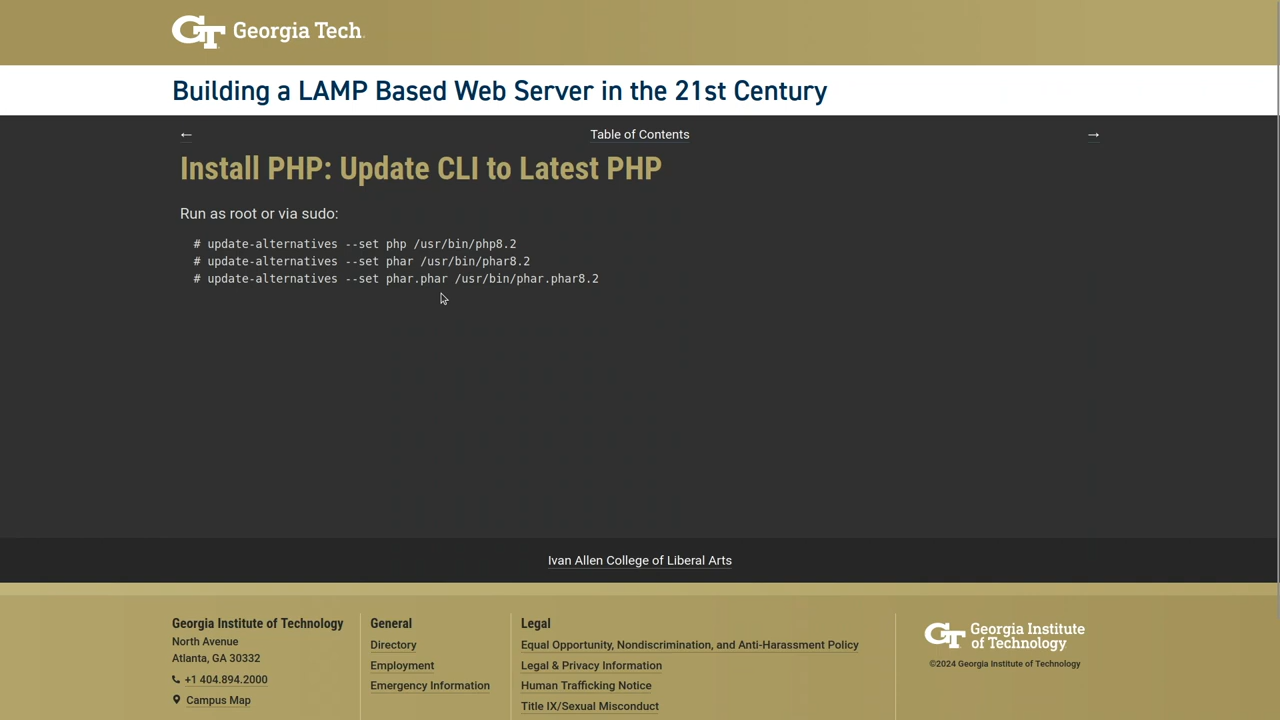 GT Georgia Tech
Building a LAMP Based Web Server in the 21st Century
← Table of Contents →
Install PHP: Update CLI to Latest PHP
Run as root or via sudo:
# update-alternatives --set php /usr/bin/php8.2
# update-alternatives --set phar /usr/bin/phar8.2
# update-alternatives --set phar.phar /usr/bin/phar.phar8.2
Ivan Allen College of Liberal Arts
Georgia Institute of Technology
North Avenue
Atlanta, GA 30332
+1 404.894.2000
Campus Map
General
Directory
Employment
Emergency Information
Legal
Equal Opportunity, Nondiscrimination, and Anti-Harassment Policy
Legal & Privacy Information
Human Trafficking Notice
Title IX/Sexual Misconduct
GT Georgia Institute
of Technology
©2024 Georgia Institute of Technology